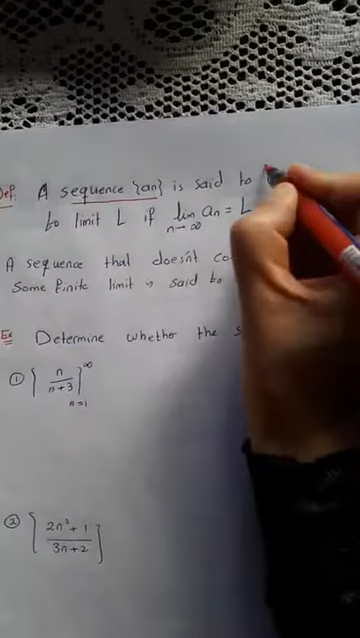 Def: A sequence {an} is said to
to limit L if lim an = L
n→∞
A sequence that doesn't co
Some finite limit is said to
Ex Determine whether the s
① { n/n+3 }∞n=1
② { 2n²+1/3n+2 }